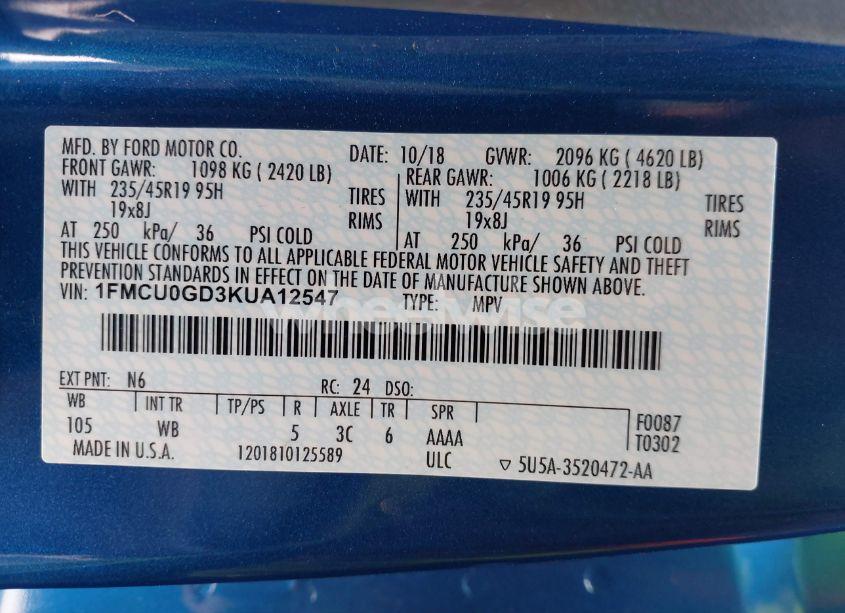 MFD. BY FORD MOTOR CO. DATE: 10/18 GVWR: 2096 KG ( 4620 LB)
FRONT GAWR: 1098 KG ( 2420 LB) REAR GAWR: 1006 KG ( 2218 LB)
WITH 235/45R19 95H TIRES WITH 235/45R19 95H TIRES
19x8J RIMS 19x8J RIMS
AT 250 kPa/ 36 PSI COLD AT 250 kPa/ 36 PSI COLD
THIS VEHICLE CONFORMS TO ALL APPLICABLE FEDERAL MOTOR VEHICLE SAFETY AND THEFT
PREVENTION STANDARDS IN EFFECT ON THE DATE OF MANUFACTURE SHOWN ABOVE.
VIN: 1FMCU0GD3KUA12547 TYPE: MPV
wheelwise
EXT PNT: N6 RC: 24 DSO:
WB INT TR TP/PS R AXLE TR SPR F0087
105 WB 5 3C 6 AAAA T0302
MADE IN U.S.A. 1201810125589 ULC ▽ 5U5A-3520472-AA